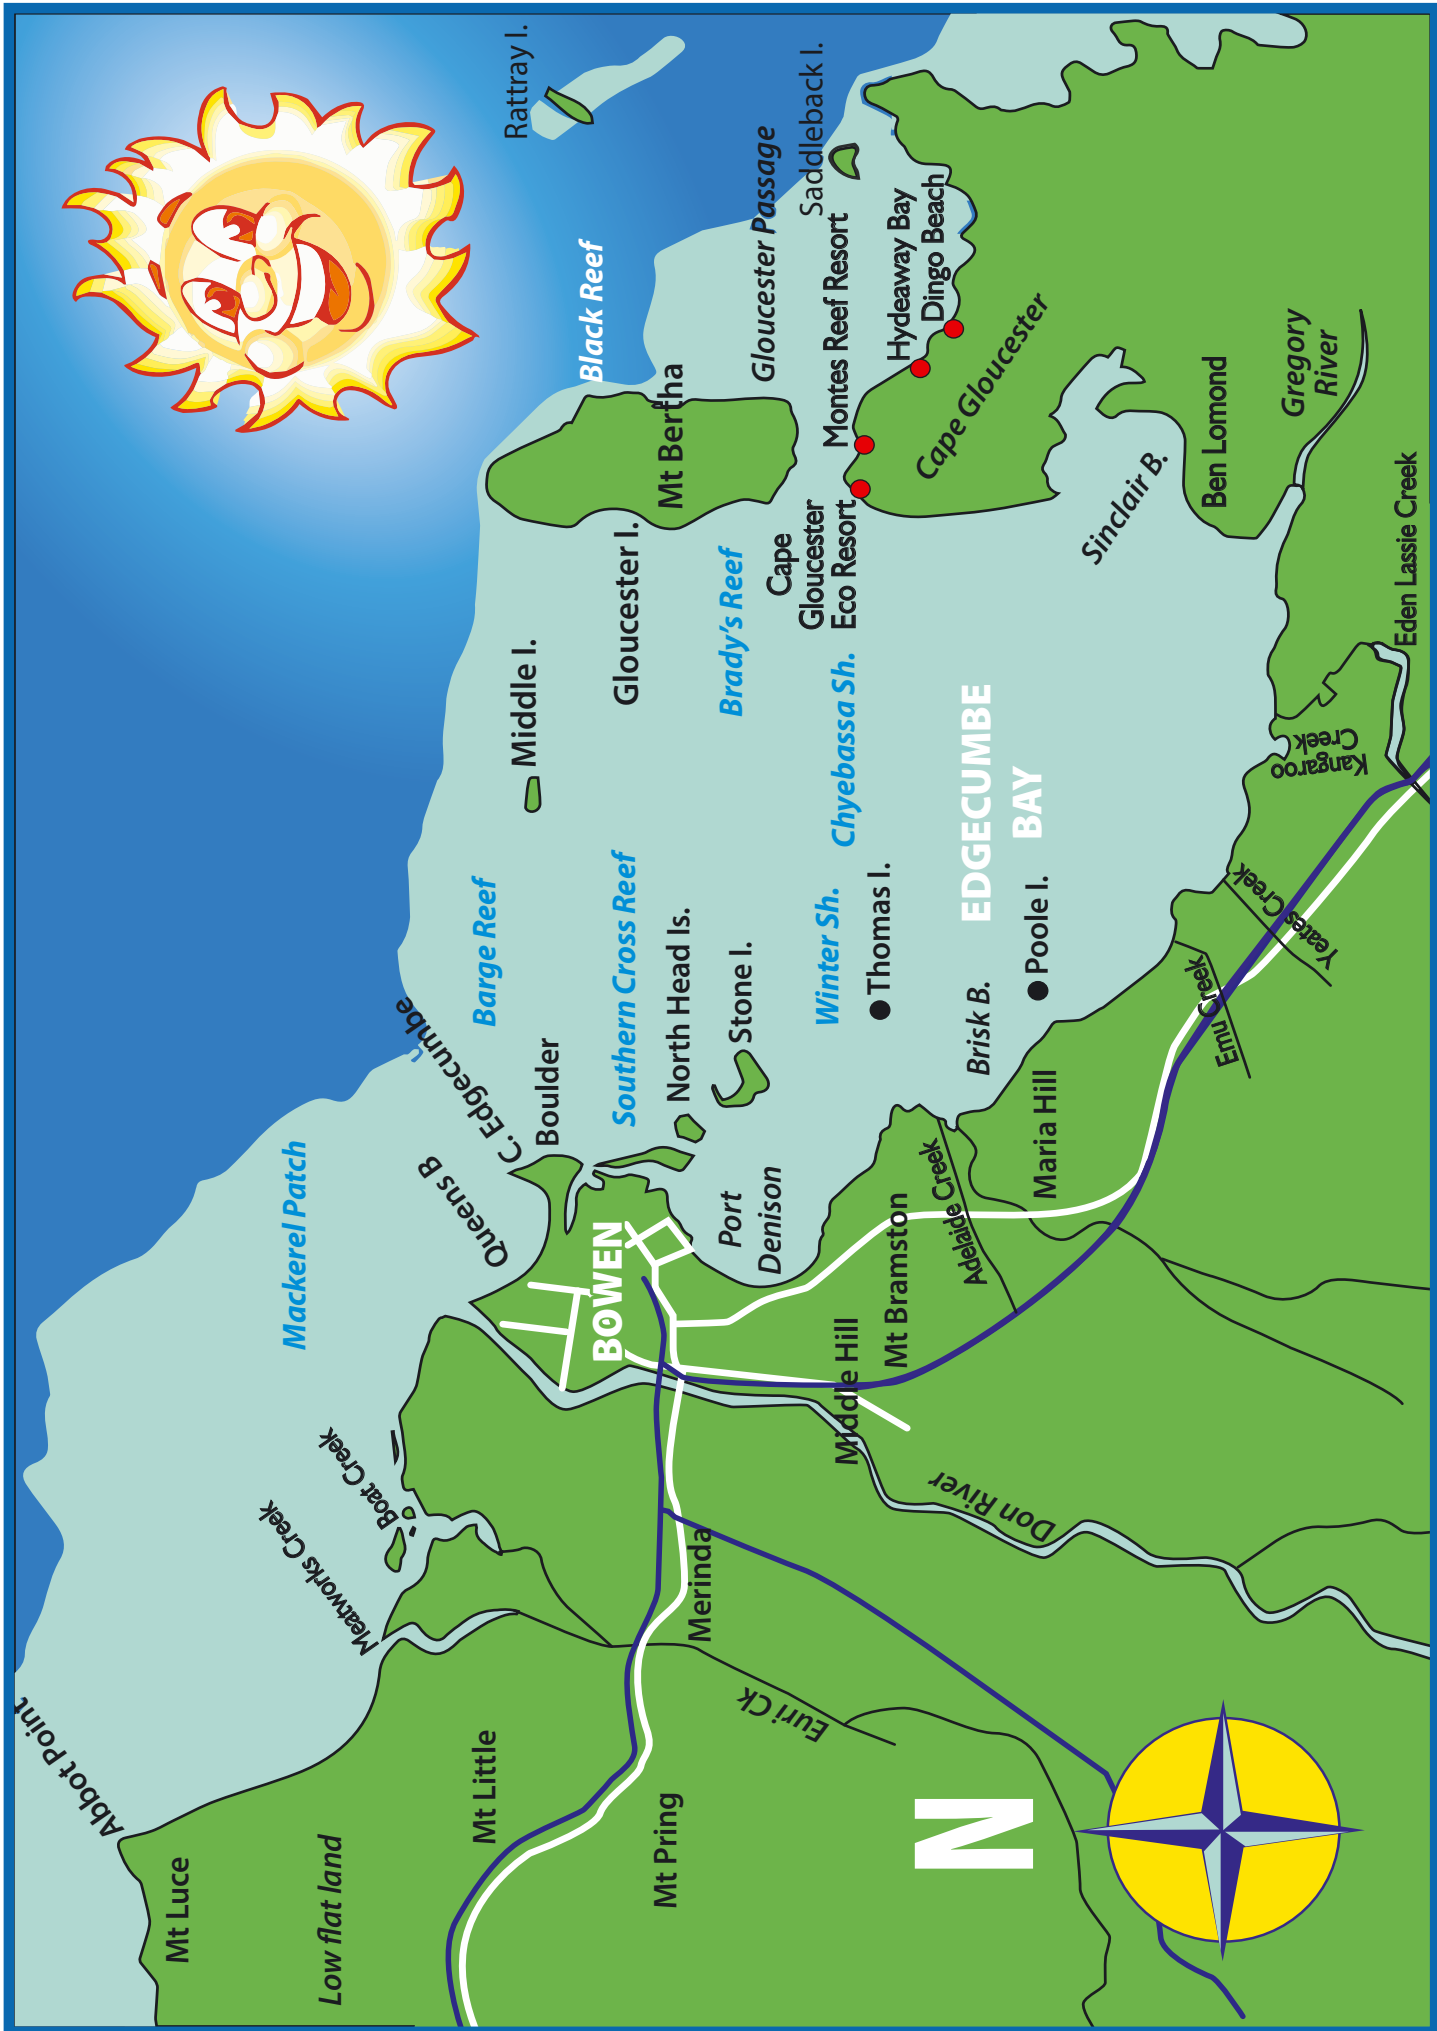 Abbot Point
Mt Luce
Mackerel Patch
Low flat land
Meatworks Creek
Boat Creek
Queens B
C. Edgecumbe
Barge Reef
Mt Little
Middle I.
Rattray I.
Boulder
Black Reef
BOWEN
Southern Cross Reef
Gloucester I.
Mt Bertha
North Head Is.
Mt Pring
Merinda
Port
Denison
Stone I.
Brady's Reef
Gloucester Passage
Saddleback I.
Euri Ck
Cape
Gloucester
Eco Resort
Montes Reef Resort
Winter Sh.
Chyebassa Sh.
Middle Hill
Thomas I.
Hydeaway Bay
Dingo Beach
Mt Bramston
Adelaide Creek
Cape Gloucester
EDGECUMBE
BAY
Brisk B.
Don River
N
Poole I.
Maria Hill
Sinclair B.
Ben Lomond
Emu Creek
Yeates Creek
Kangaroo
Creek
Gregory
River
Eden Lassie Creek